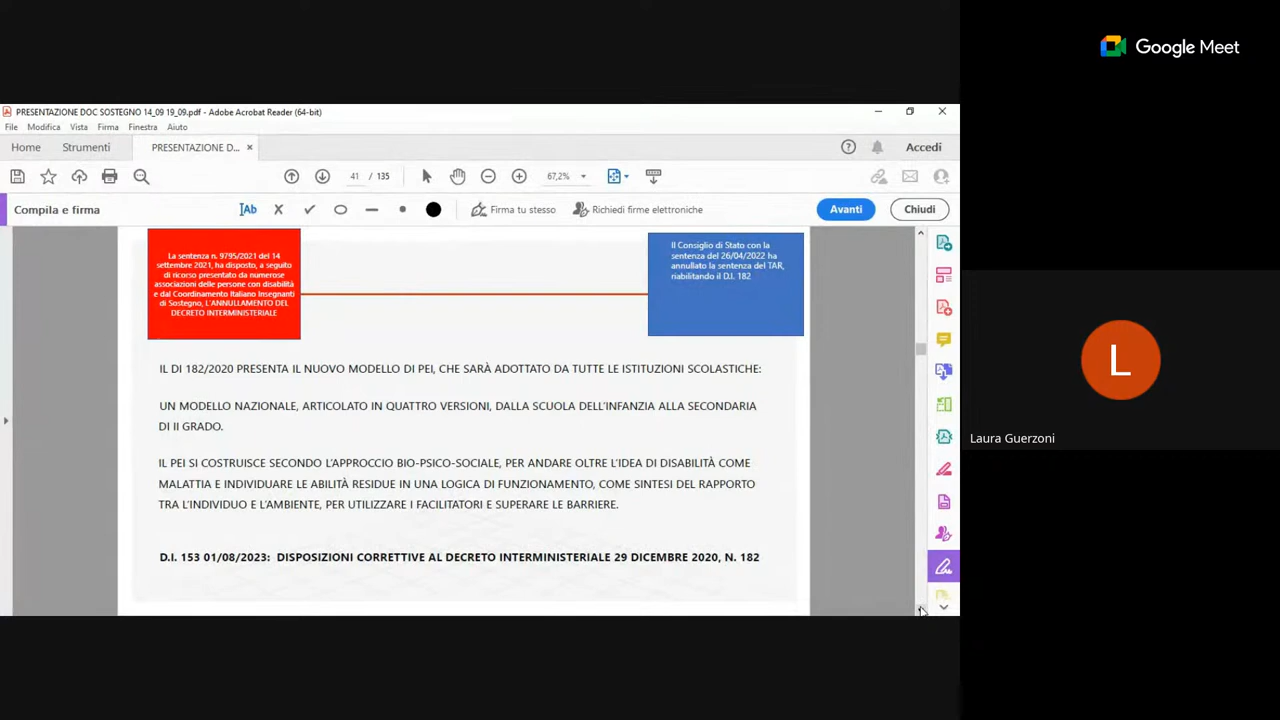 Google Meet
PRESENTAZIONE DOC SOSTEGNO 14_09 19_09.pdf - Adobe Acrobat Reader (64-bit)
File Modifica Vista Firma Finestra Aiuto
Home Strumenti PRESENTAZIONE D... × Accedi
41 / 135 67,2%
Compila e firma Ab Firma tu stesso Richiedi firme elettroniche Avanti Chiudi
La sentenza n. 9795/2021 del 14
settembre 2021, ha disposto, a seguito
di ricorso presentato da numerose
associazioni delle persone con disabilità
e dal Coordinamento Italiano Insegnanti
di Sostegno, L'ANNULLAMENTO DEL
DECRETO INTERMINISTERIALE
Il Consiglio di Stato con la
sentenza del 26/04/2022 ha
annullato la sentenza del TAR,
riabilitando il D.I. 182
IL DI 182/2020 PRESENTA IL NUOVO MODELLO DI PEI, CHE SARÀ ADOTTATO DA TUTTE LE ISTITUZIONI SCOLASTICHE:
UN MODELLO NAZIONALE, ARTICOLATO IN QUATTRO VERSIONI, DALLA SCUOLA DELL'INFANZIA ALLA SECONDARIA
DI II GRADO.
IL PEI SI COSTRUISCE SECONDO L'APPROCCIO BIO-PSICO-SOCIALE, PER ANDARE OLTRE L'IDEA DI DISABILITÀ COME
MALATTIA E INDIVIDUARE LE ABILITÀ RESIDUE IN UNA LOGICA DI FUNZIONAMENTO, COME SINTESI DEL RAPPORTO
TRA L'INDIVIDUO E L'AMBIENTE, PER UTILIZZARE I FACILITATORI E SUPERARE LE BARRIERE.
D.I. 153 01/08/2023: DISPOSIZIONI CORRETTIVE AL DECRETO INTERMINISTERIALE 29 DICEMBRE 2020, N. 182
L
Laura Guerzoni